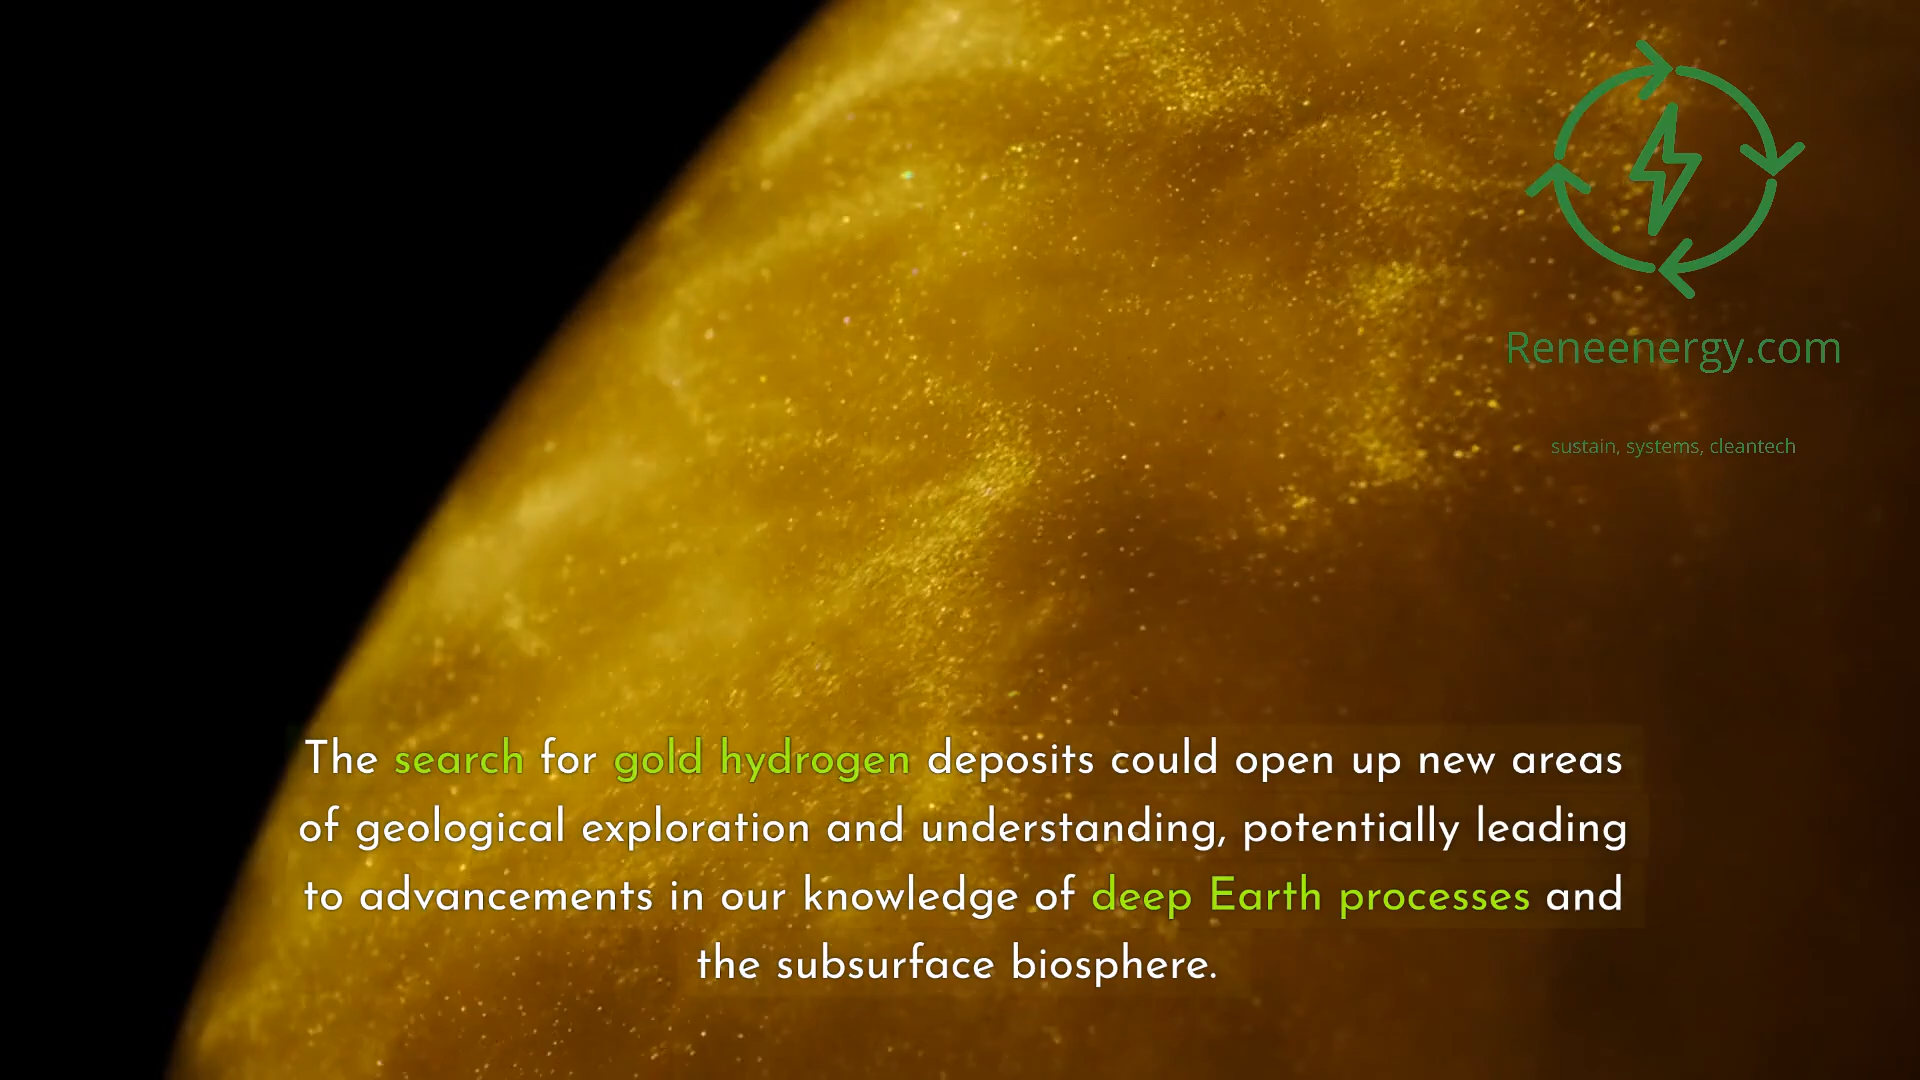 Reneenergy.com
sustain, systems, cleantech
The search for gold hydrogen deposits could open up new areas
of geological exploration and understanding, potentially leading
to advancements in our knowledge of deep Earth processes and
the subsurface biosphere.